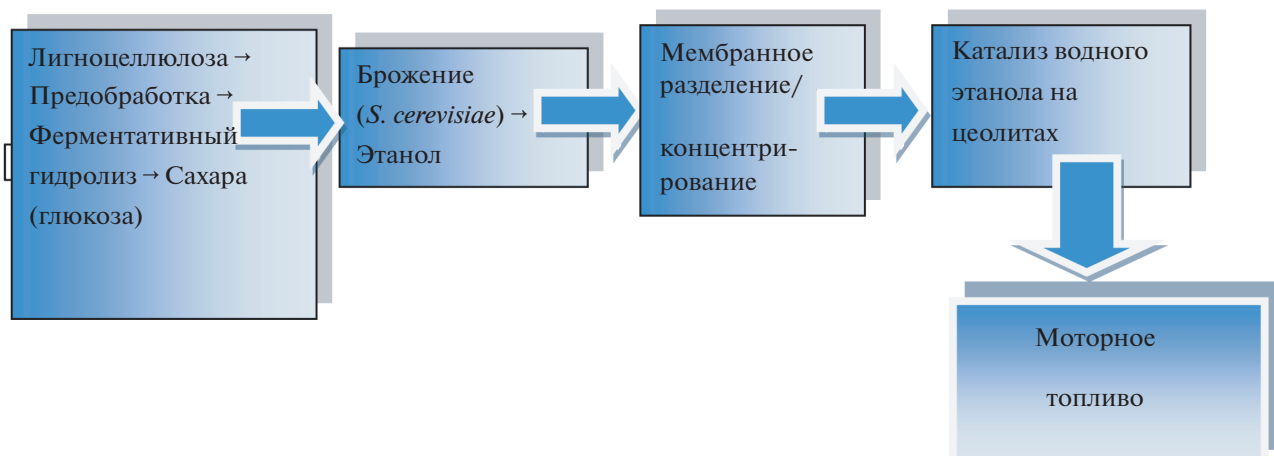 Лигноцеллюлоза →
Предобработка →
Ферментативный
гидролиз → Сахара
(глюкоза)
Брожение
(S. cerevisiae) →
Этанол
Мембранное
разделение/
концентри-
рование
Катализ водного
этанола на
цеолитах
Моторное
топливо